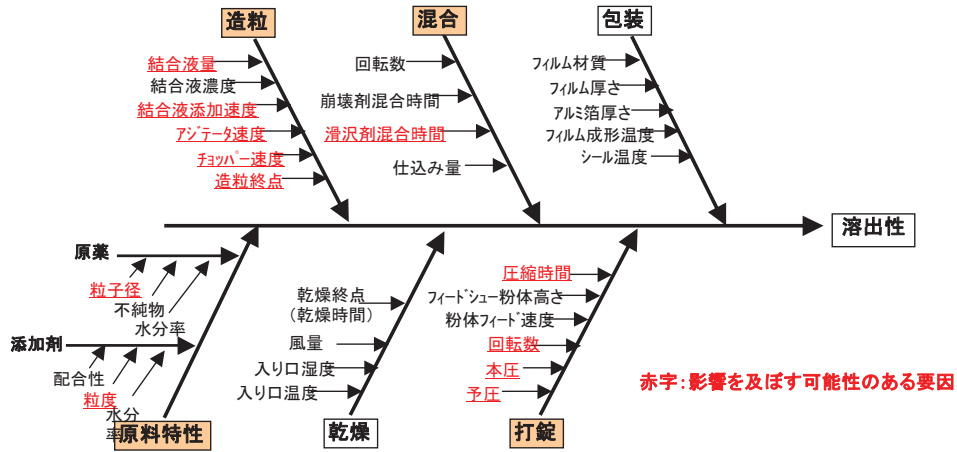 造粒
結合液量
結合液濃度
結合液添加速度
アジテータ速度
チョッパー速度
造粒終点
混合
回転数
崩壊剤混合時間
滑沢剤混合時間
仕込み量
包装
フィルム材質
フィルム厚さ
アルミ箔厚さ
フィルム成形温度
シール温度
溶出性
原薬
粒子径
不純物
水分率
添加剤
配合性
粒度
水分
率
原料特性
乾燥終点
(乾燥時間)
風量
入り口湿度
入り口温度
乾燥
圧縮時間
フィードシュー粉体高さ
粉体フィード速度
回転数
本圧
予圧
打錠
赤字：影響を及ぼす可能性のある要因